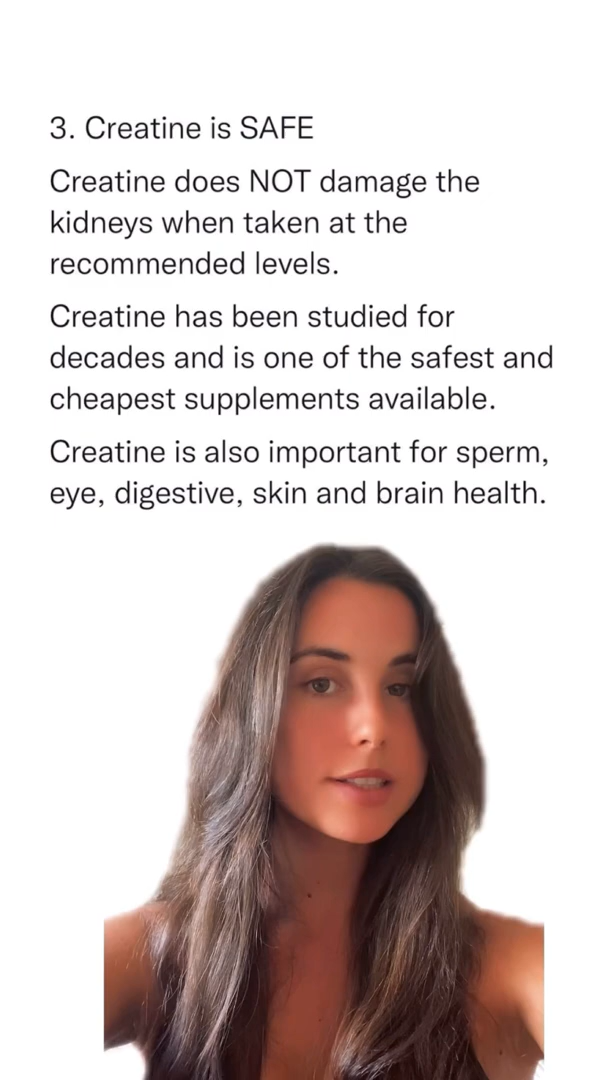 3. Creatine is SAFE
Creatine does NOT damage the
kidneys when taken at the
recommended levels.
Creatine has been studied for
decades and is one of the safest and
cheapest supplements available.
Creatine is also important for sperm,
eye, digestive, skin and brain health.